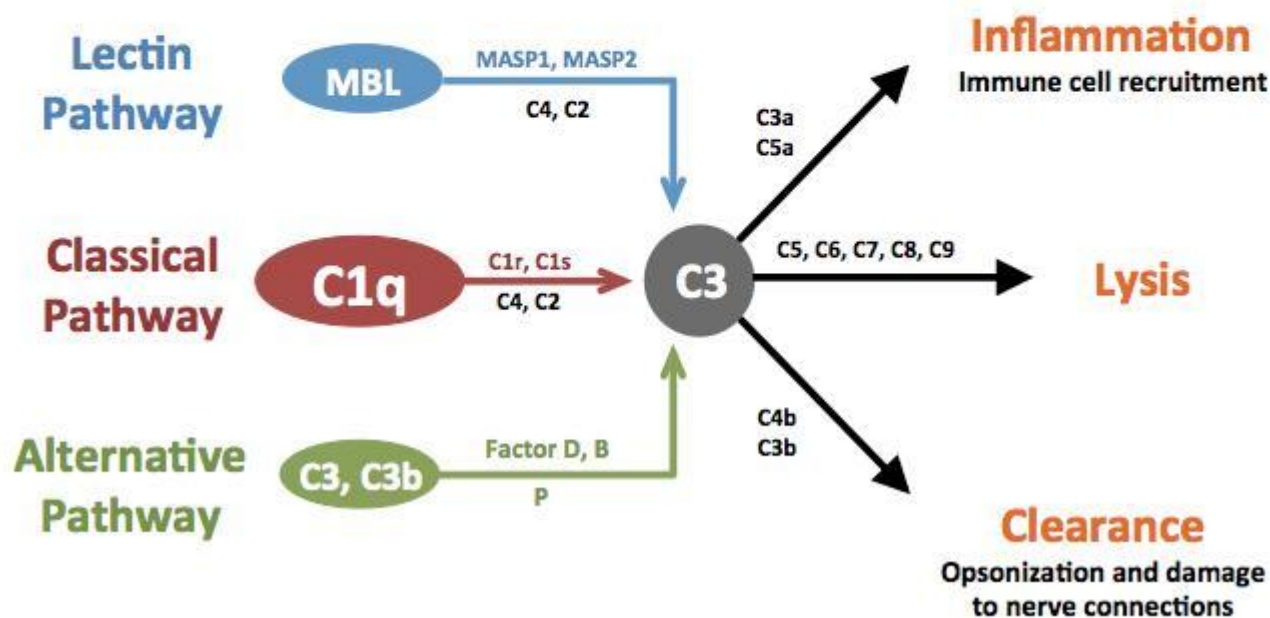 Lectin
Pathway
MBL
MASP1, MASP2
C4, C2
Classical
Pathway
C1q
C1r, C1s
C4, C2
Alternative
Pathway
C3, C3b
Factor D, B
P
C3
C3a
C5a
Inflammation
Immune cell recruitment
C5, C6, C7, C8, C9
Lysis
C4b
C3b
Clearance
Opsonization and damage
to nerve connections